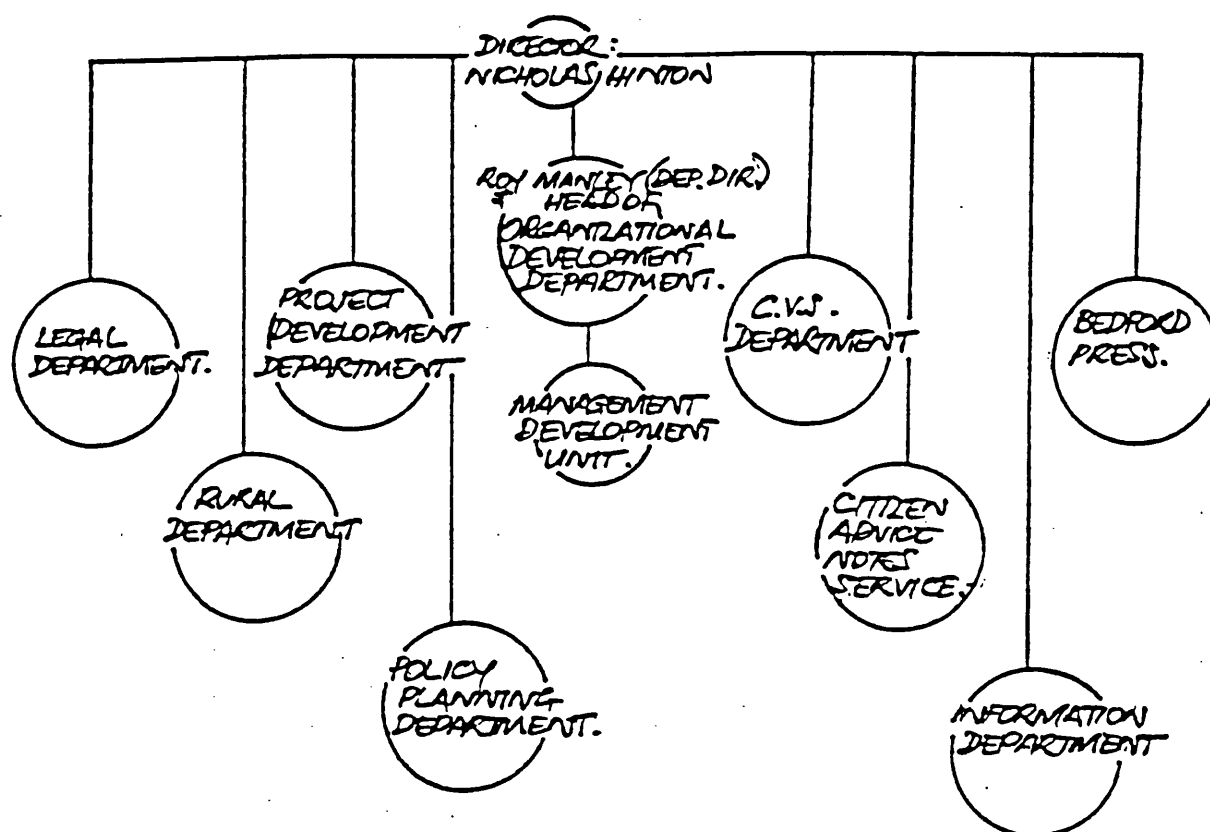 DIRECTOR:
NICHOLAS HINTON
ROY MANLEY (DEP. DIR.)
& HEAD OF
ORGANIZATIONAL
DEVELOPMENT
DEPARTMENT.
MANAGEMENT
DEVELOPMENT
UNIT.
LEGAL
DEPARTMENT.
RURAL
DEPARTMENT
PROJECT
DEVELOPMENT
DEPARTMENT
POLICY
PLANNING
DEPARTMENT.
C.V.S.
DEPARTMENT
CITIZEN
ADVICE
NOTES
SERVICE.
INFORMATION
DEPARTMENT
BEDFORD
PRESS.